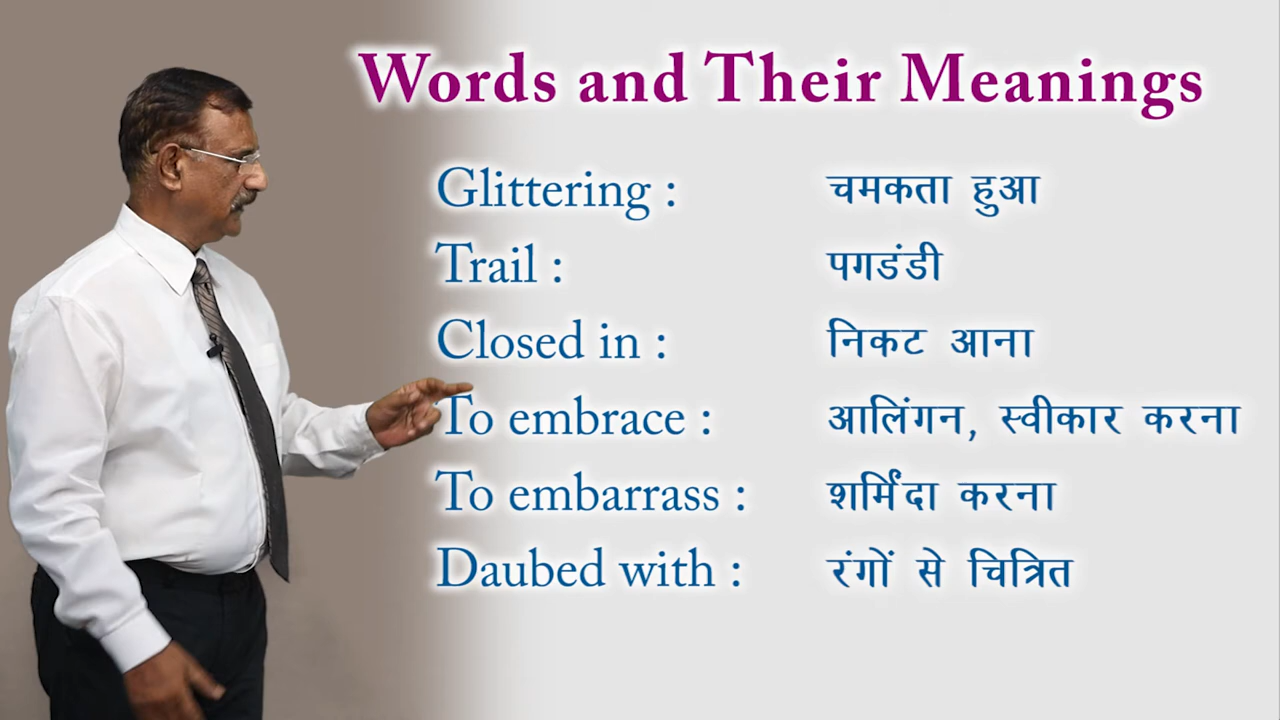 Words and Their Meanings
Glittering : चमकता हुआ
Trail : पगडंडी
Closed in : निकट आना
To embrace : आलिंगन, स्वीकार करना
To embarrass : शर्मिंदा करना
Daubed with : रंगों से चित्रित